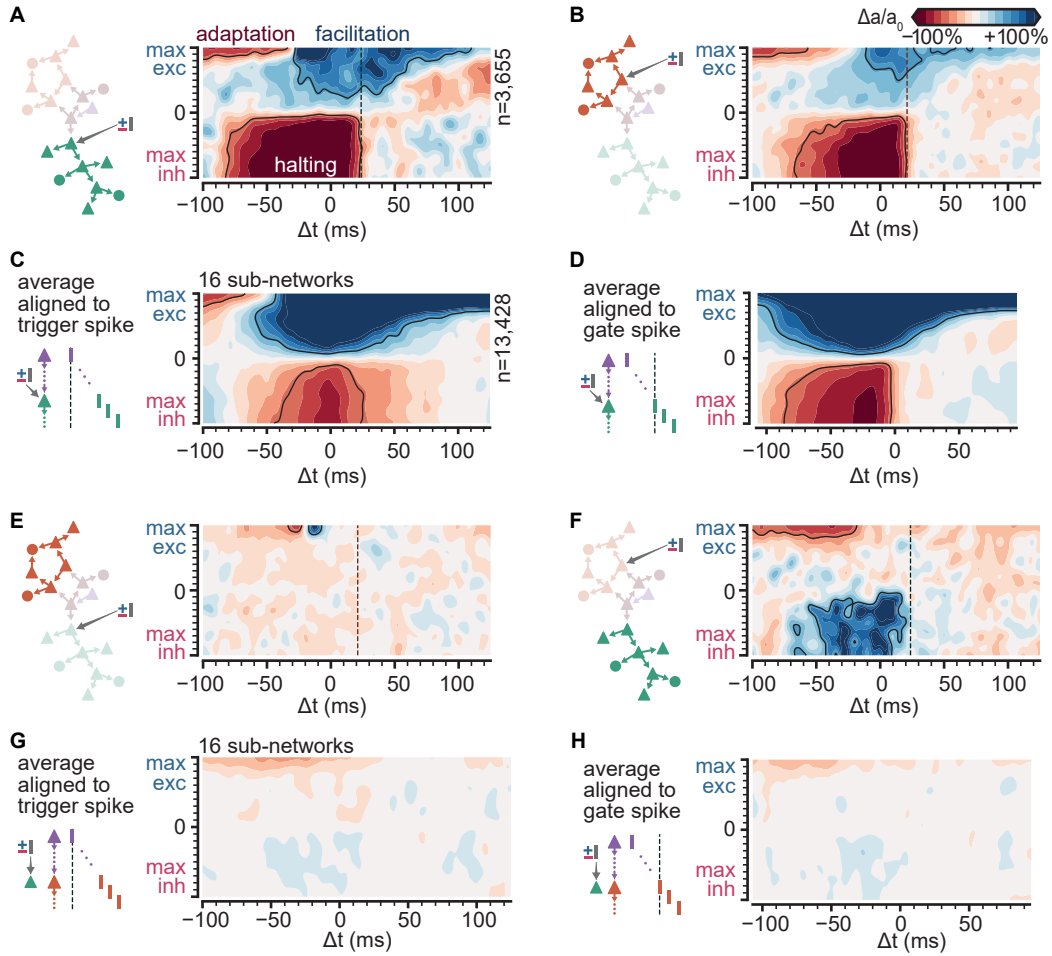 A
adaptation facilitation
max
exc
0
max
inh
halting
n=3,655
−100 −50 0 50 100
Δt (ms)
B
Δa/a0
−100% +100%
max
exc
0
max
inh
−100 −50 0 50 100
Δt (ms)
C
average
aligned to
trigger spike
16 sub-networks
max
exc
0
max
inh
n=13,428
±
−100 −50 0 50 100
Δt (ms)
D
average
aligned to
gate spike
max
exc
0
max
inh
±
−100 −50 0 50
Δt (ms)
E
max
exc
0
max
inh
±
−100 −50 0 50 100
Δt (ms)
F
max
exc
0
max
inh
±
−100 −50 0 50 100
Δt (ms)
G
average
aligned to
trigger spike
16 sub-networks
max
exc
0
max
inh
±
−100 −50 0 50 100
Δt (ms)
H
average
aligned to
gate spike
max
exc
0
max
inh
±
−100 −50 0 50
Δt (ms)